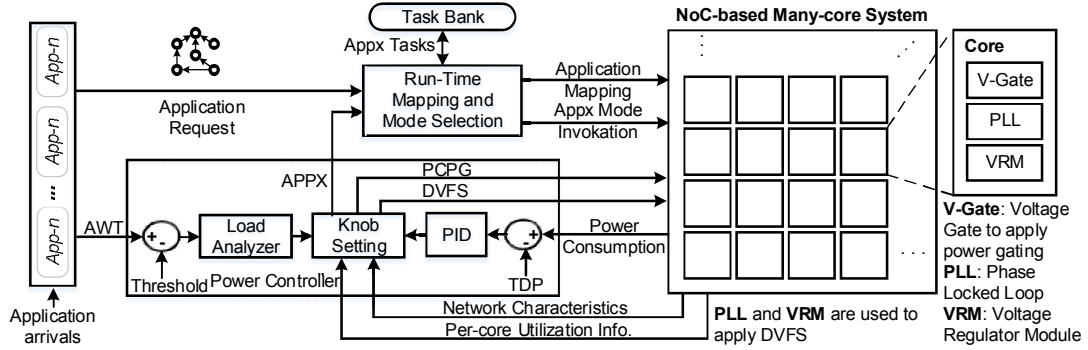 App-n
App-n
...
App-n
Application
arrivals
Application
Request
Task Bank
Appx Tasks
Run-Time
Mapping and
Mode Selection
Application
Mapping
Appx Mode
Invokation
APPX
PCPG
DVFS
AWT
+
-
Threshold
Load
Analyzer
Knob
Setting
PID
-
+
TDP
Power Controller
Power
Consumption
Network Characteristics
Per-core Utilization Info.
NoC-based Many-core System
...
...
...
...
PLL and VRM are used to
apply DVFS
Core
V-Gate
PLL
VRM
V-Gate: Voltage
Gate to apply
power gating
PLL: Phase
Locked Loop
VRM: Voltage
Regulator Module